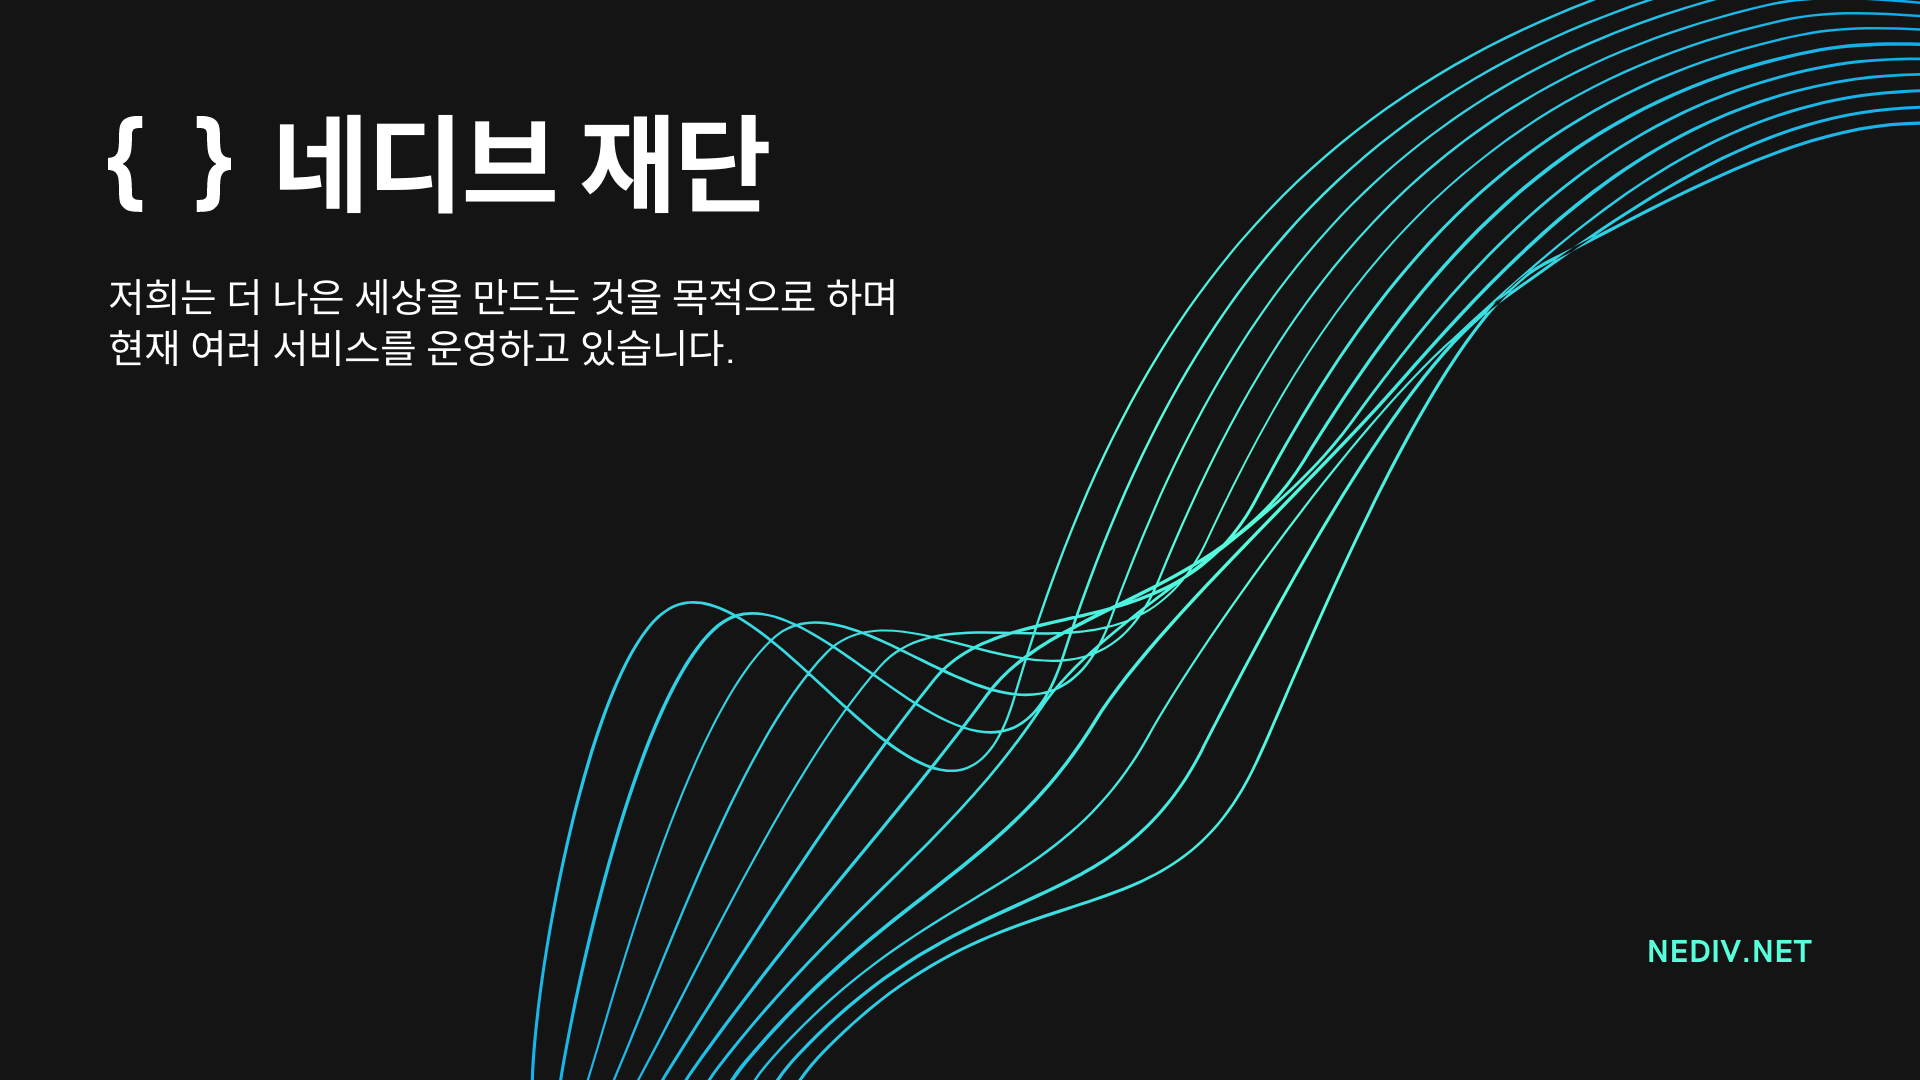 { } 네디브 재단
저희는 더 나은 세상을 만드는 것을 목적으로 하며
현재 여러 서비스를 운영하고 있습니다.
NEDIV.NET